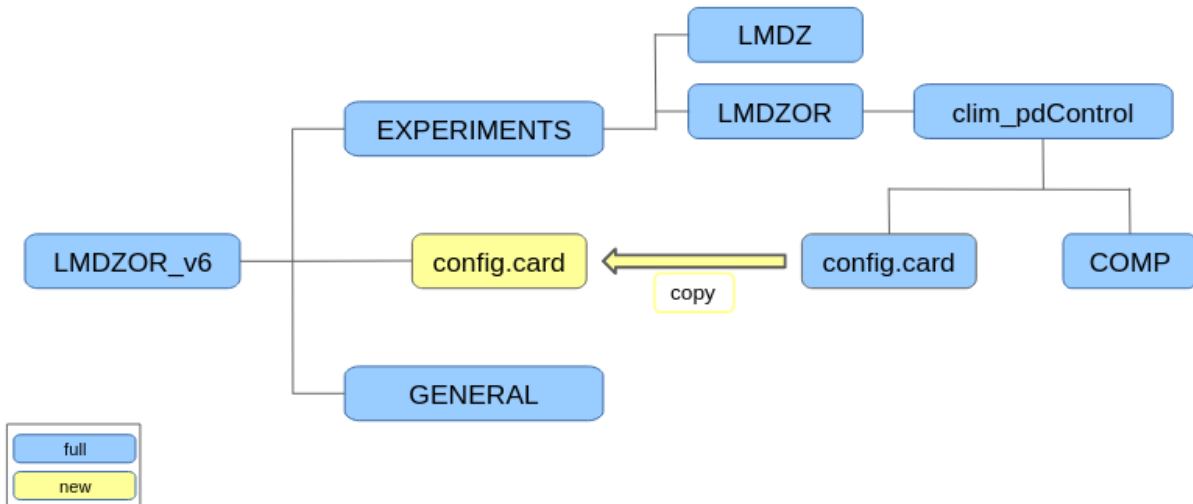 LMDZ
EXPERIMENTS
LMDZOR
clim_pdControl
LMDZOR_v6
config.card
copy
config.card
COMP
GENERAL
full
new